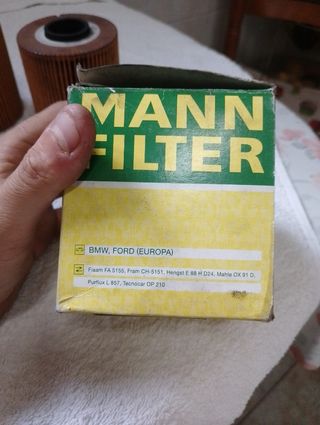 MANN
FILTER
BMW, FORD (EUROPA)
Fiaam FA 5155, Fram CH-5151, Hengst E 88 H D24, Mahle OX 91 D,
Purflux L 857, Tecnocar OP 210